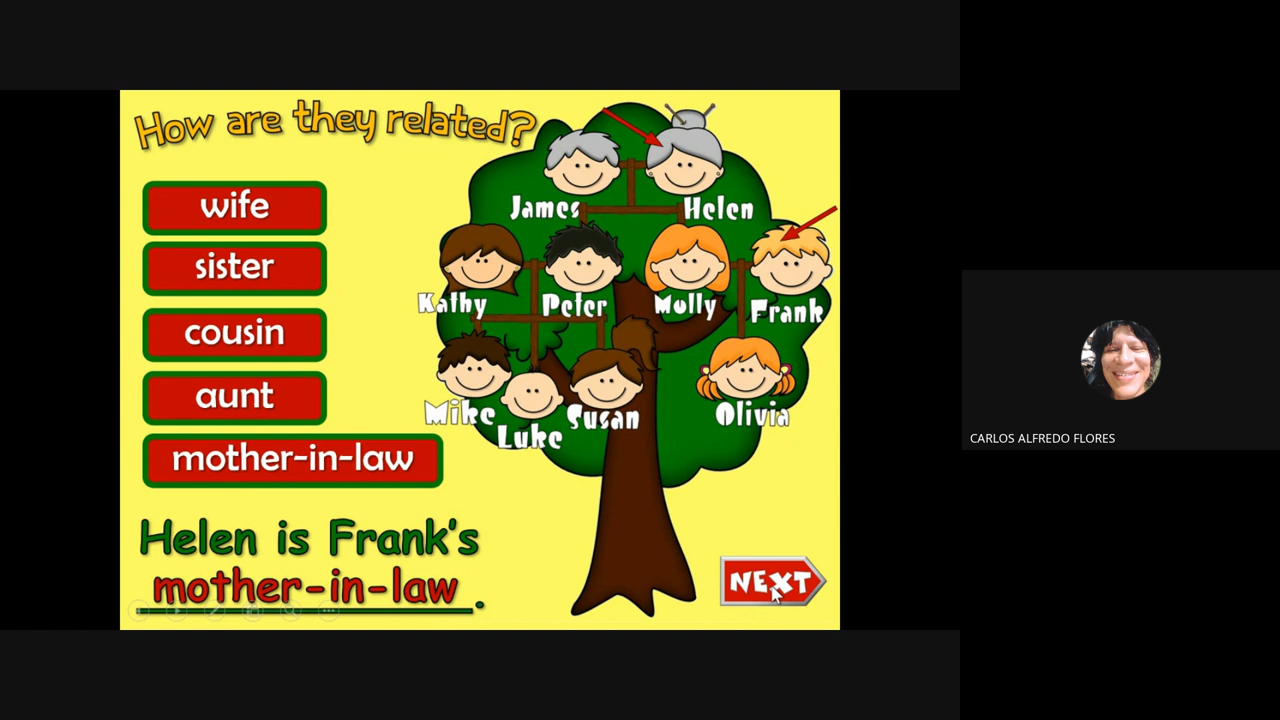 How are they related?
wife
sister
cousin
aunt
mother-in-law
James
Helen
Kathy
Peter
Molly
Frank
Mike
Luke
Susan
Olivia
Helen is Frank's
mother-in-law.
NEXT
CARLOS ALFREDO FLORES